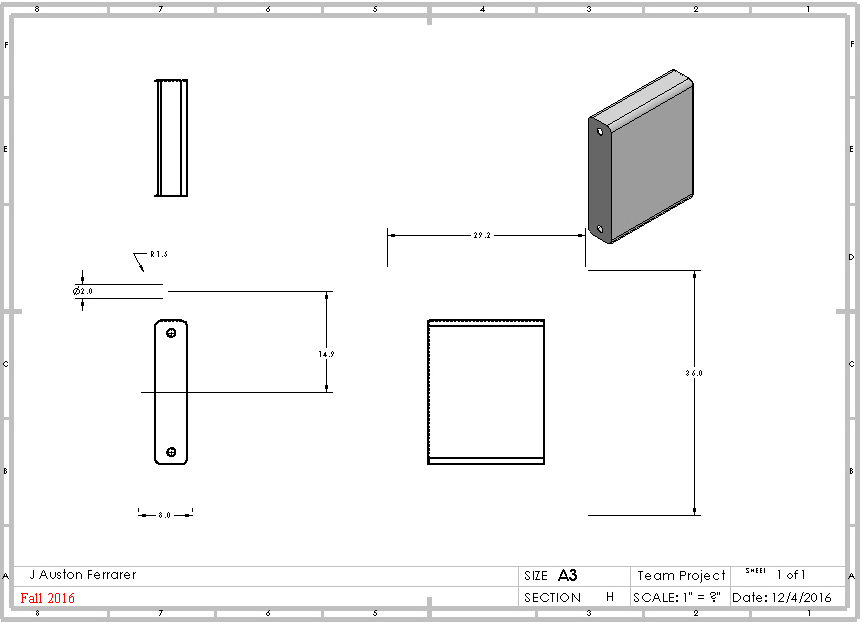 8 7 6 5 4 3 2 1
F F
E E
29.2
R1.5
D
Ø2.0
14.9
C C
36.0
B B
8.0
A A
J Auston Ferrarer
SIZE A3
Team Project
SHEET 1 of 1
Fall 2016
SECTION H
SCALE: 1" = ?"
Date: 12/4/2016
8 7 6 5 3 2 1